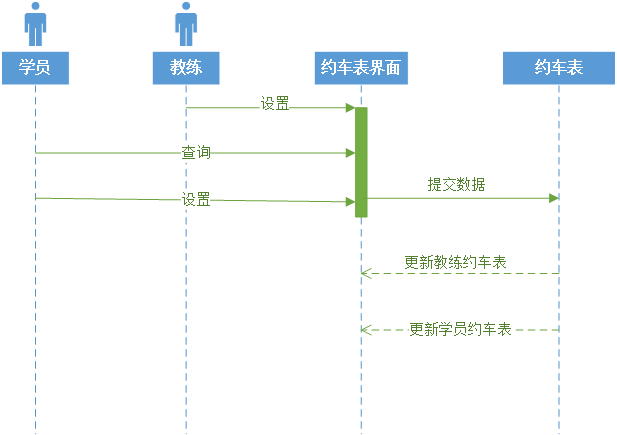 学员
教练
约车表界面
约车表
设置
查询
设置
提交数据
更新教练约车表
更新学员约车表